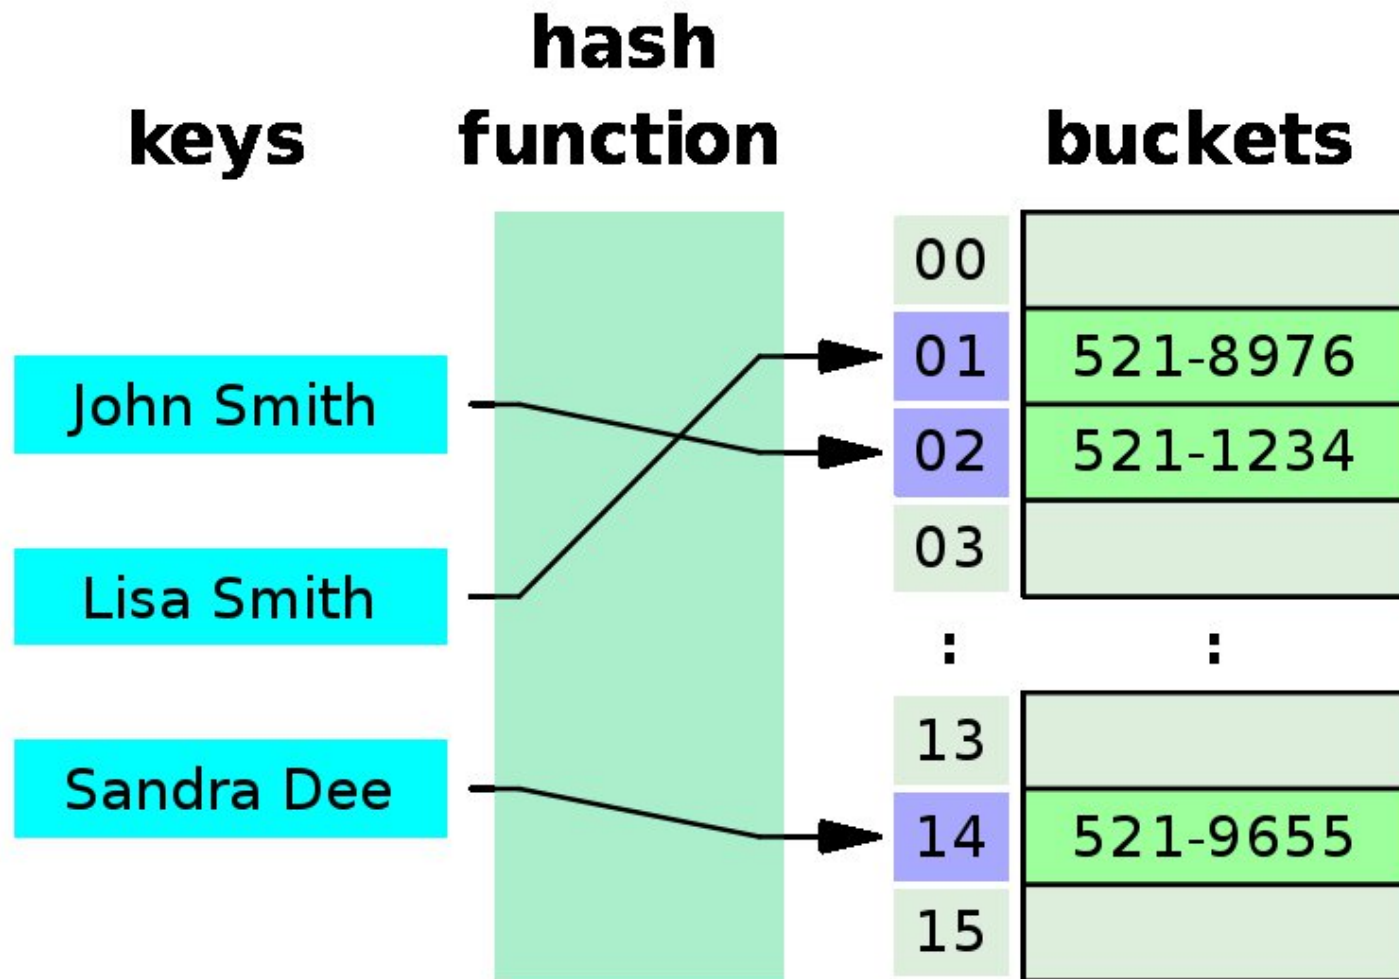 hash
keys function buckets
00
01 521-8976
John Smith
02 521-1234
03
Lisa Smith
: :
13
Sandra Dee
14 521-9655
15